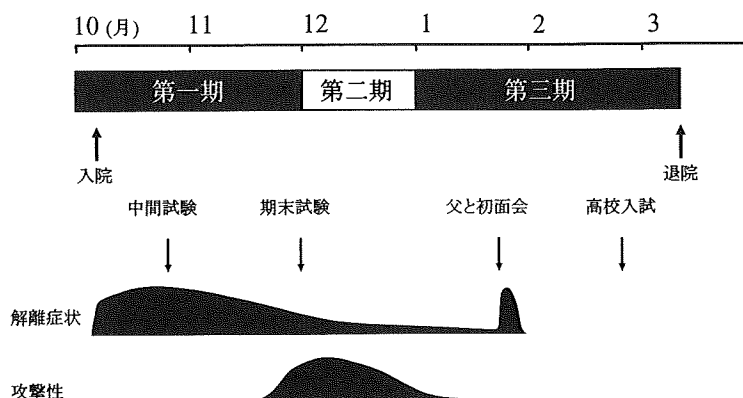 10 (月) 11 12 1 2 3
第一期 第二期 第三期
入院 退院
中間試験 期末試験 父と初面会 高校入試
解離症状
攻撃性